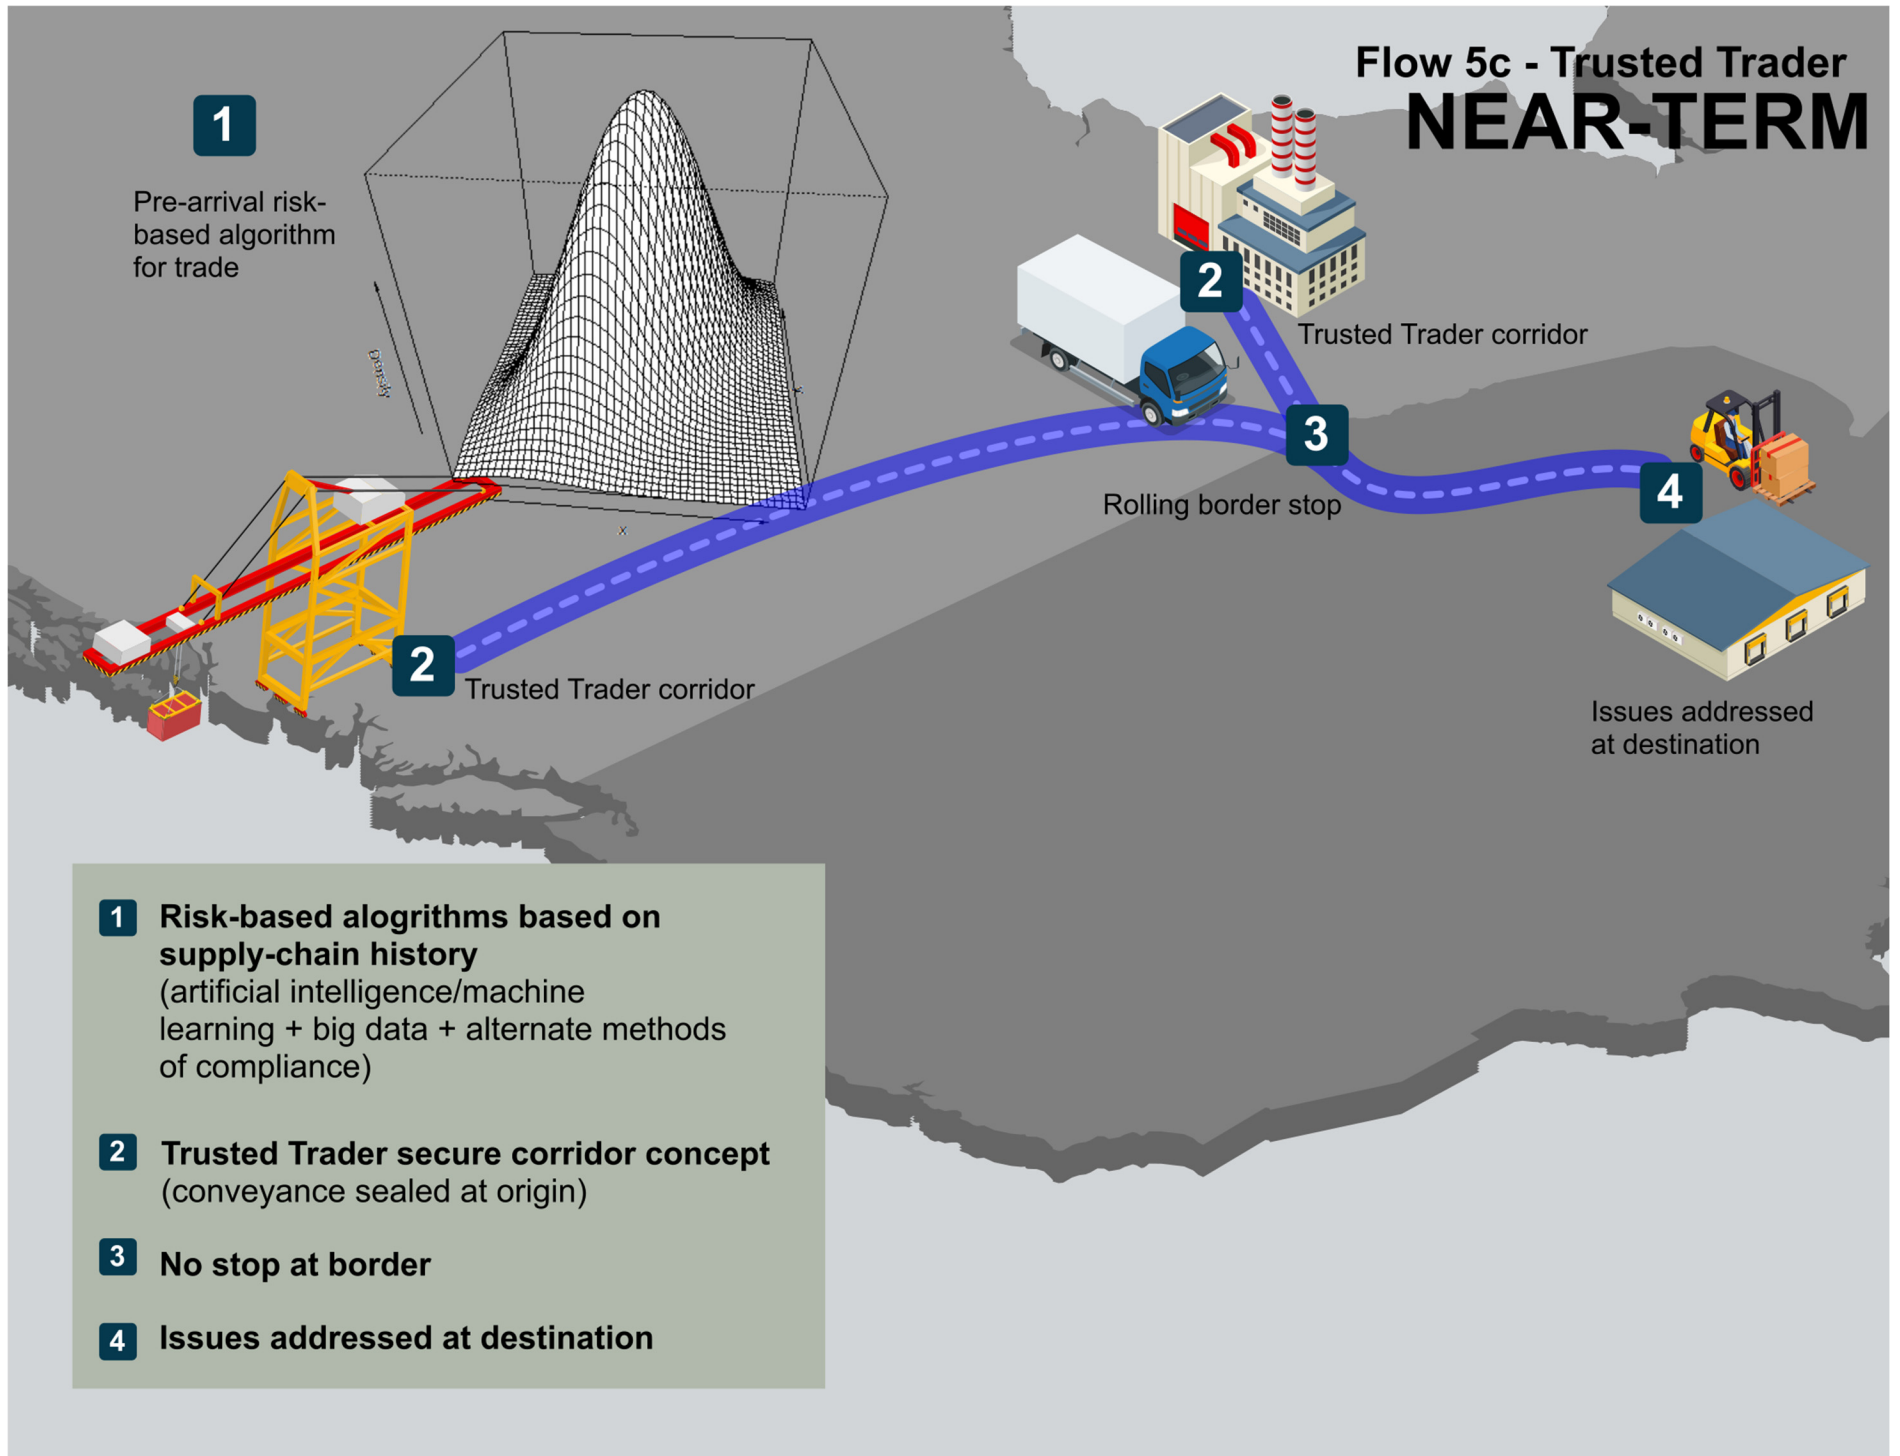 Flow 5c - Trusted Trader
NEAR-TERM
1
Pre-arrival risk-
based algorithm
for trade
Density
x
2
Trusted Trader corridor
3
Rolling border stop
4
2
Trusted Trader corridor
Issues addressed
at destination
1 Risk-based alogrithms based on
supply-chain history
(artificial intelligence/machine
learning + big data + alternate methods
of compliance)
2 Trusted Trader secure corridor concept
(conveyance sealed at origin)
3 No stop at border
4 Issues addressed at destination